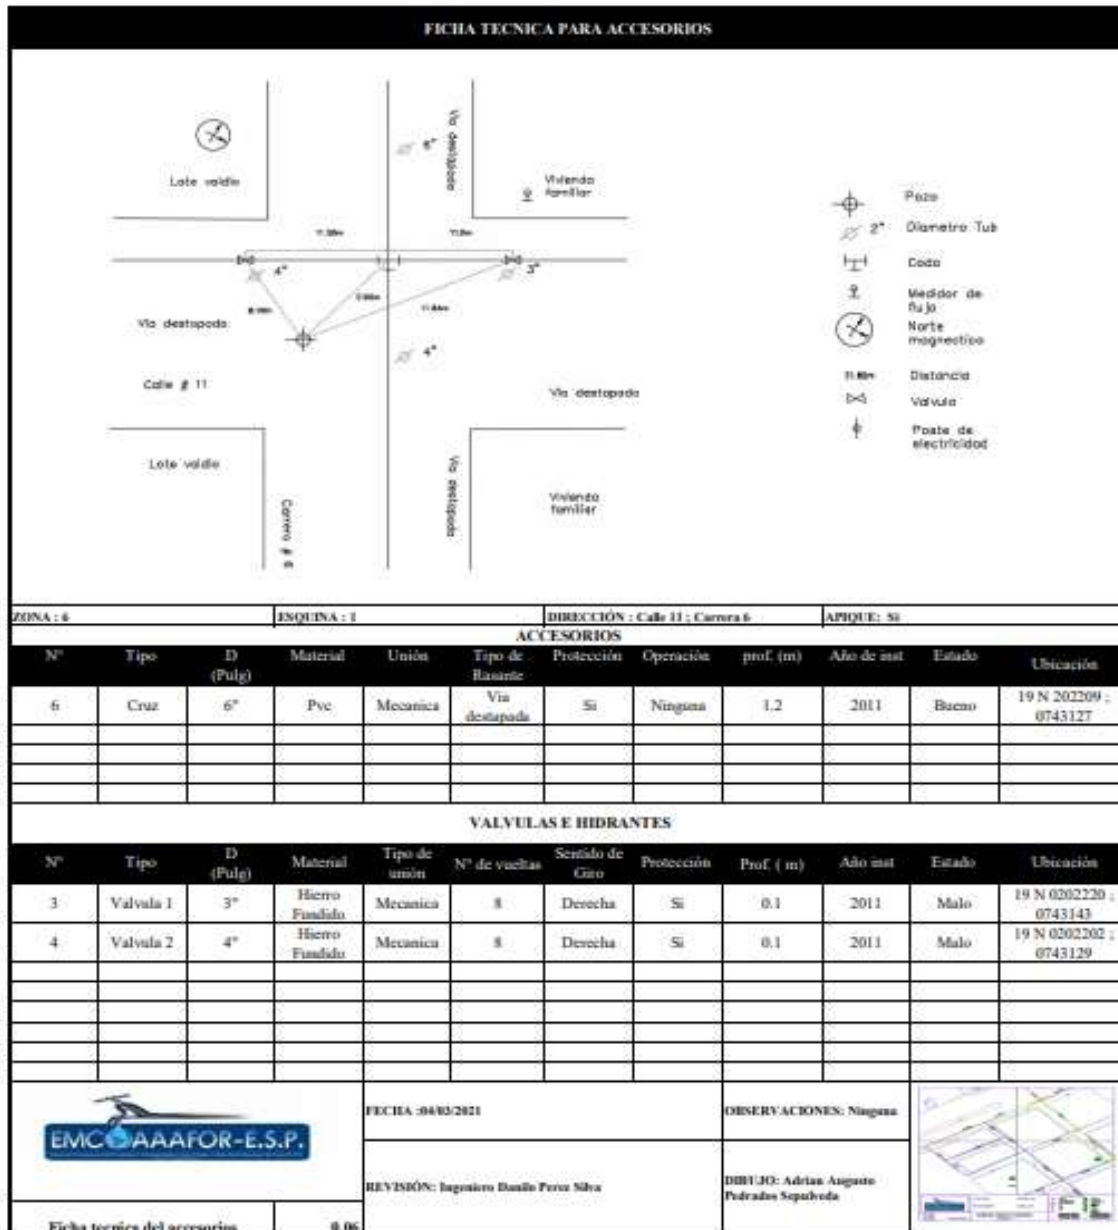 FICHA TECNICA PARA ACCESORIOS
Lote valdio
6"
Via destapada
Vivienda
familiar
4"
3"
Via destapada
4"
Calle # 11
Via destapada
Lote valdio
Carrera # 6
Via destapada
Vivienda
familiar
Pozo
2" Diametro Tub
Codo
Medidor de
flujo
Norte
magnectico
Distancia
Valvula
Poste de
electricidad
ZONA : 6 ESQUINA : 1 DIRECCIÓN : Calle 11 ; Carrera 6 APIQUE: Si
ACCESORIOS
N° Tipo D (Pulg) Material Unión Tipo de Rasante Protección Operación prof. (m) Año de inst Estado Ubicación
6 Cruz 6" Pvc Mecanica Via destapada Si Ninguna 1.2 2011 Bueno 19 N 202209 ; 0743127
VALVULAS E HIDRANTES
N° Tipo D (Pulg) Material Tipo de unión N° de vueltas Sentido de Giro Protección Prof. ( m) Año inst Estado Ubicación
3 Valvula 1 3" Hierro Fundido Mecanica 8 Derecha Si 0.1 2011 Malo 19 N 0202220 ; 0743143
4 Valvula 2 4" Hierro Fundido Mecanica 8 Derecha Si 0.1 2011 Malo 19 N 0202202 ; 0743129
EMCOAAAFOR-E.S.P.
FECHA :04/03/2021
OBSERVACIONES: Ninguna
REVISIÓN: Ingeniero Danilo Perez Silva
DIBUJO: Adrian Augusto
Pedrados Sepulveda
Ficha tecnica del accesorios 0.06